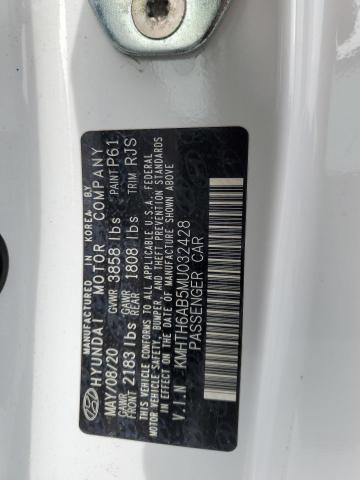 MANUFACTURED IN KOREA BY
HYUNDAI MOTOR COMPANY
MAY/08/20 GVWR 3858 lbs PAINT P61
GAWR FRONT 2183 lbs GAWR REAR 1808 lbs TRIM RJS
THIS VEHICLE CONFORMS TO ALL APPLICABLE U.S.A. FEDERAL
MOTOR VEHICLE SAFETY, BUMPER, AND THEFT PREVENTION
STANDARDS IN EFFECT ON THE DATE OF MANUFACTURE SHOWN ABOVE
V.I.N KMHTH6AB5MU032428
PASSENGER CAR